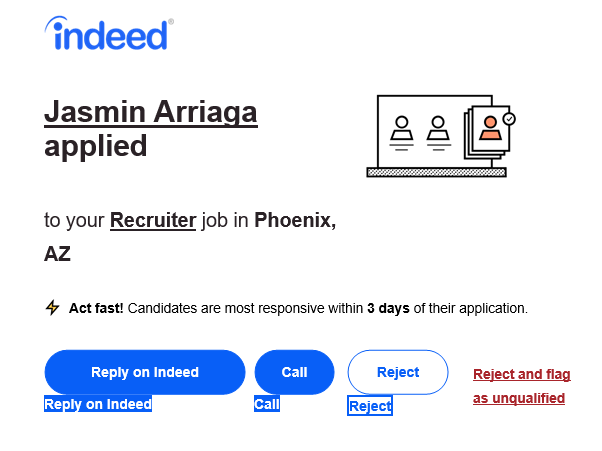 indeed®
Jasmin Arriaga
applied
to your Recruiter job in Phoenix,
AZ
Act fast! Candidates are most responsive within 3 days of their application.
Reply on Indeed Call Reject Reject and flag
as unqualified
Reply on Indeed Call Reject